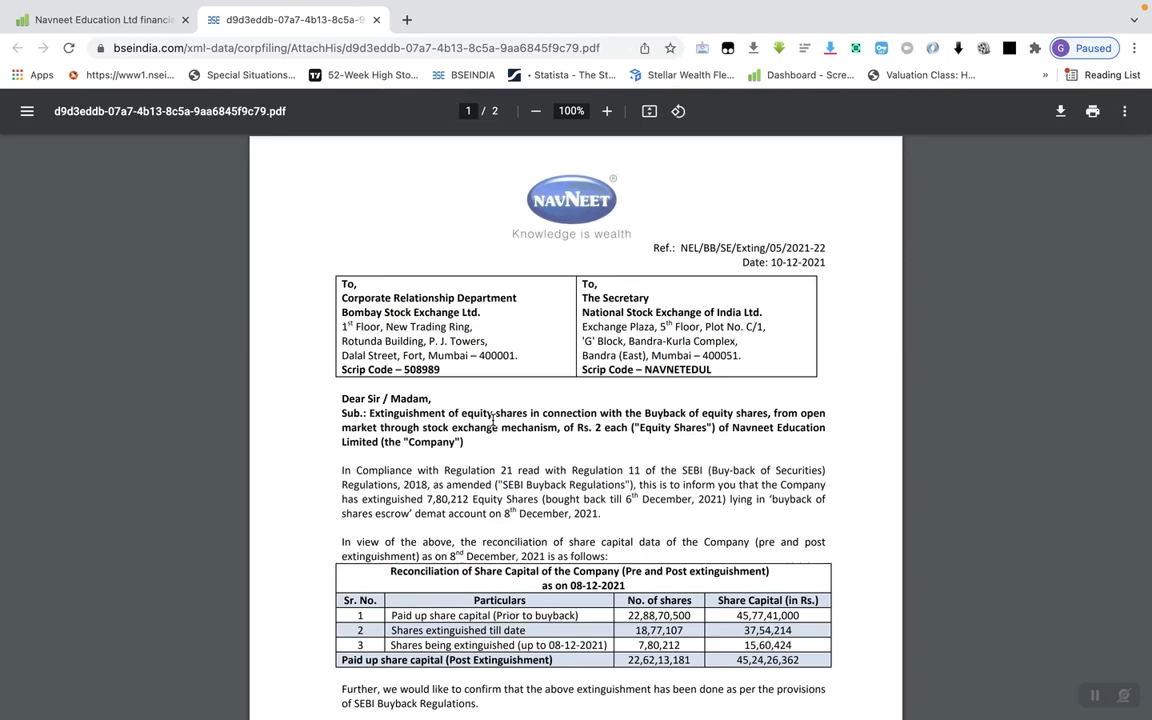 Navneet Education Ltd financia
d9d3eddb-07a7-4b13-8c5a-9
bseindia.com/xml-data/corpfiling/AttachHis/d9d3eddb-07a7-4b13-8c5a-9aa6845f9c79.pdf
G Paused
Apps https://www1.nsei... Special Situations... 52-Week High Sto... BSEINDIA • Statista - The St... Stellar Wealth Fle... Dashboard - Scre... Valuation Class: H... » Reading List
d9d3eddb-07a7-4b13-8c5a-9aa6845f9c79.pdf 1 / 2 100%
NAVNEET ®
Knowledge is wealth
Ref.: NEL/BB/SE/Exting/05/2021-22
Date: 10-12-2021
To,
Corporate Relationship Department
Bombay Stock Exchange Ltd.
1st Floor, New Trading Ring,
Rotunda Building, P. J. Towers,
Dalal Street, Fort, Mumbai – 400001.
Scrip Code – 508989
To,
The Secretary
National Stock Exchange of India Ltd.
Exchange Plaza, 5th Floor, Plot No. C/1,
'G' Block, Bandra-Kurla Complex,
Bandra (East), Mumbai – 400051.
Scrip Code – NAVNETEDUL
Dear Sir / Madam,
Sub.: Extinguishment of equity shares in connection with the Buyback of equity shares, from open
market through stock exchange mechanism, of Rs. 2 each ("Equity Shares") of Navneet Education
Limited (the "Company")
In Compliance with Regulation 21 read with Regulation 11 of the SEBI (Buy-back of Securities)
Regulations, 2018, as amended ("SEBI Buyback Regulations"), this is to inform you that the Company
has extinguished 7,80,212 Equity Shares (bought back till 6th December, 2021) lying in 'buyback of
shares escrow' demat account on 8th December, 2021.
In view of the above, the reconciliation of share capital data of the Company (pre and post
extinguishment) as on 8nd December, 2021 is as follows:
Reconciliation of Share Capital of the Company (Pre and Post extinguishment)
as on 08-12-2021
Sr. No. Particulars No. of shares Share Capital (in Rs.)
1 Paid up share capital (Prior to buyback) 22,88,70,500 45,77,41,000
2 Shares extinguished till date 18,77,107 37,54,214
3 Shares being extinguished (up to 08-12-2021) 7,80,212 15,60,424
Paid up share capital (Post Extinguishment) 22,62,13,181 45,24,26,362
Further, we would like to confirm that the above extinguishment has been done as per the provisions
of SEBI Buyback Regulations.